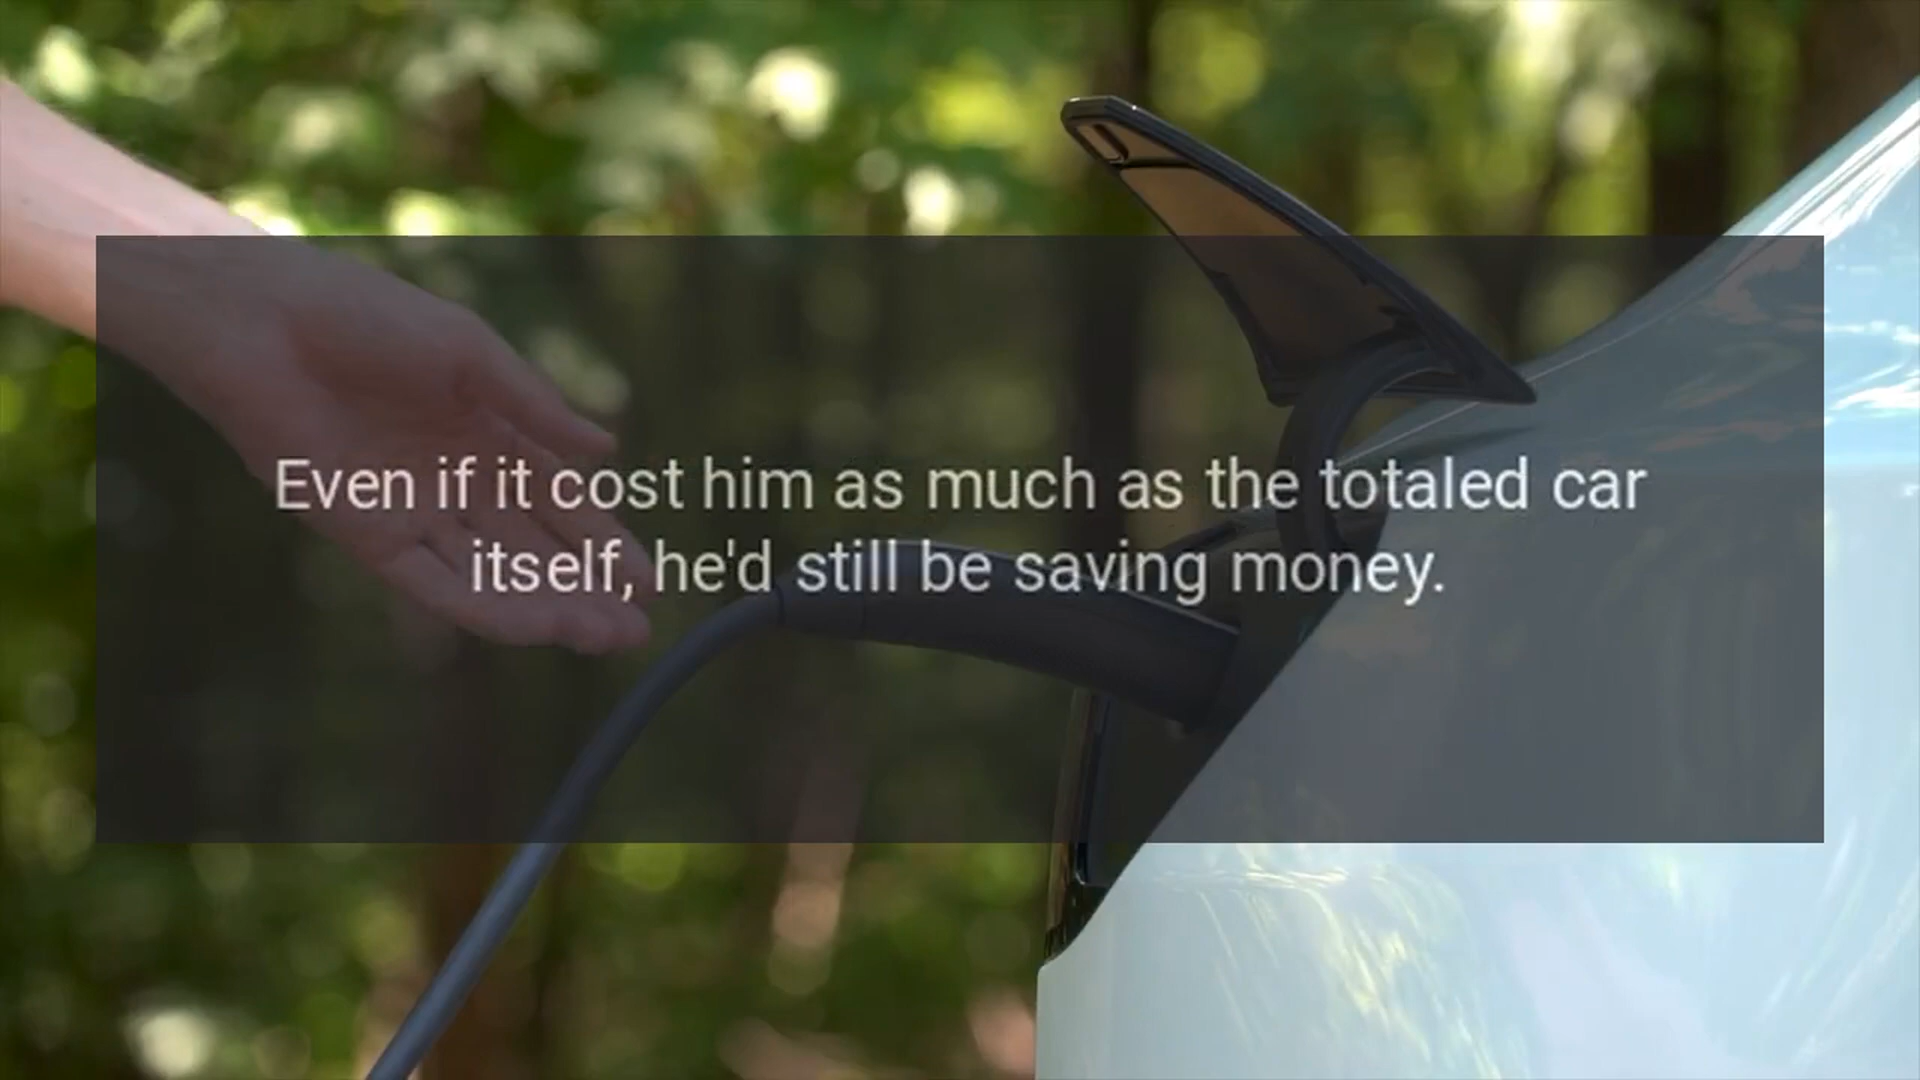 Even if it cost him as much as the totaled car
itself, he'd still be saving money.